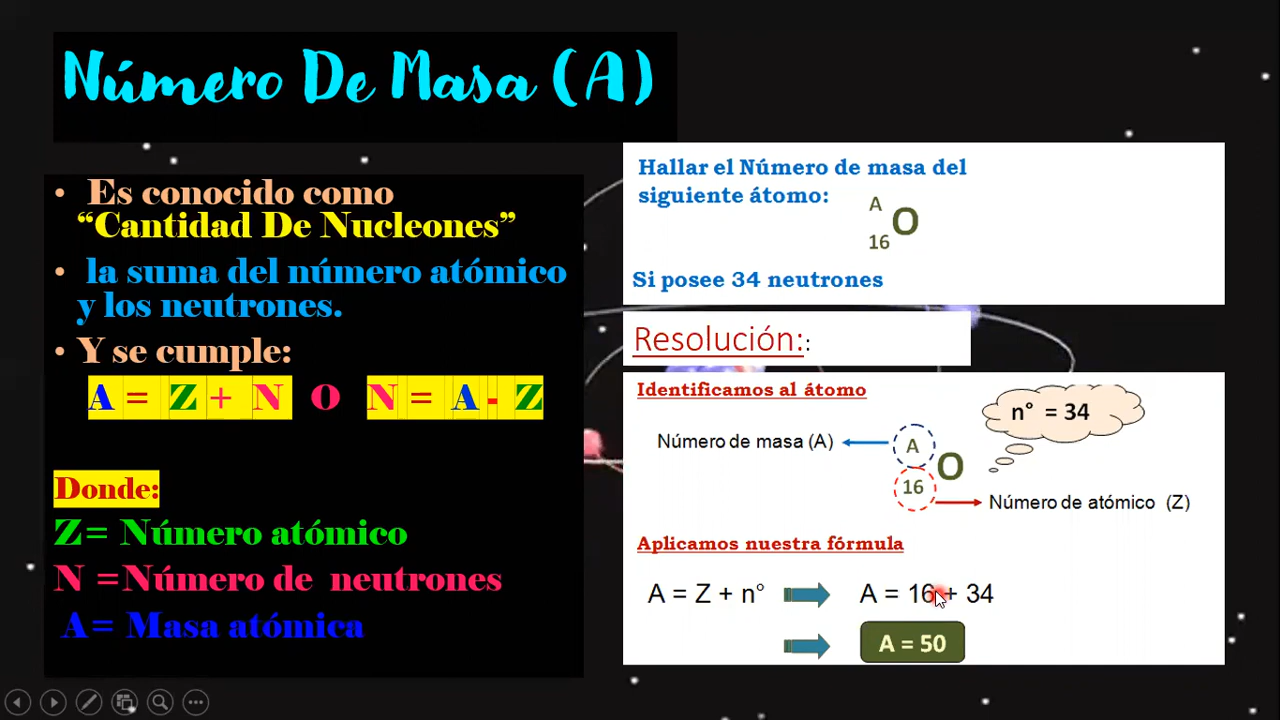 Número De Masa (A)
• Es conocido como
“Cantidad De Nucleones”
• la suma del número atómico
y los neutrones.
• Y se cumple:
A = Z + N O N = A - Z
Donde:
Z= Número atómico
N =Número de neutrones
A= Masa atómica
Hallar el Número de masa del
siguiente átomo:
A
16 O
Si posee 34 neutrones
Resolución::
Identificamos al átomo
n° = 34
Número de masa (A)
A
16 O
Número de atómico (Z)
Aplicamos nuestra fórmula
A = Z + n° A = 16 + 34
A = 50